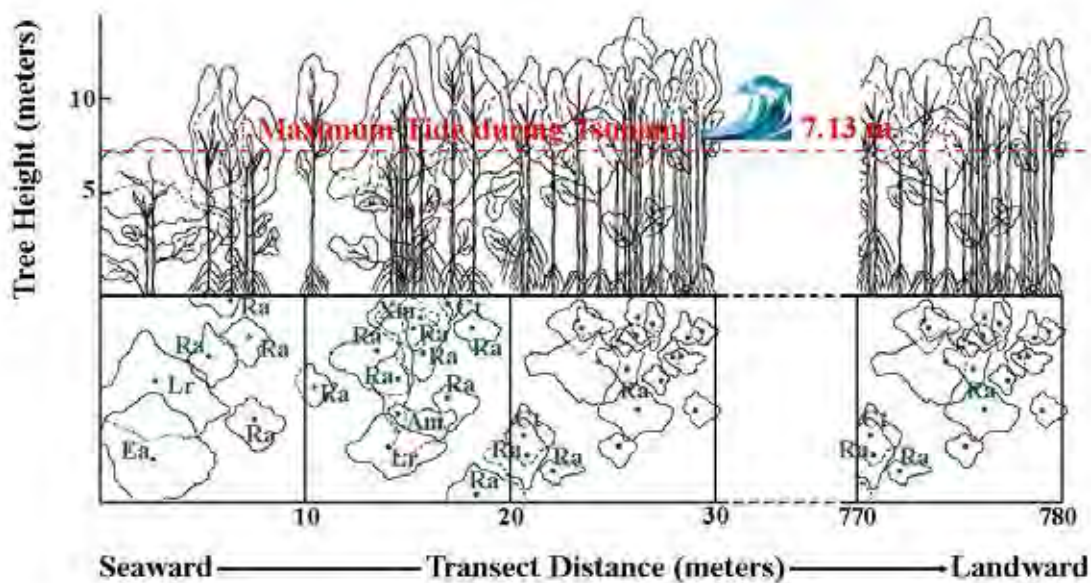 Tree Height (meters)
10
5
Maximum Tide during Tsunami 7.13 m
Ra
Ra
Ra
Lr
Ra
Ea
Xm
Ct
Ra
Ra
Ra
Ra
Ra
Ra
Ra
Am
Lr
Ra
Ra
Ct
Ra
Ra
Ra
Ct
Ra
Ra
10
20
30
770
780
Seaward
Transect Distance (meters)
Landward